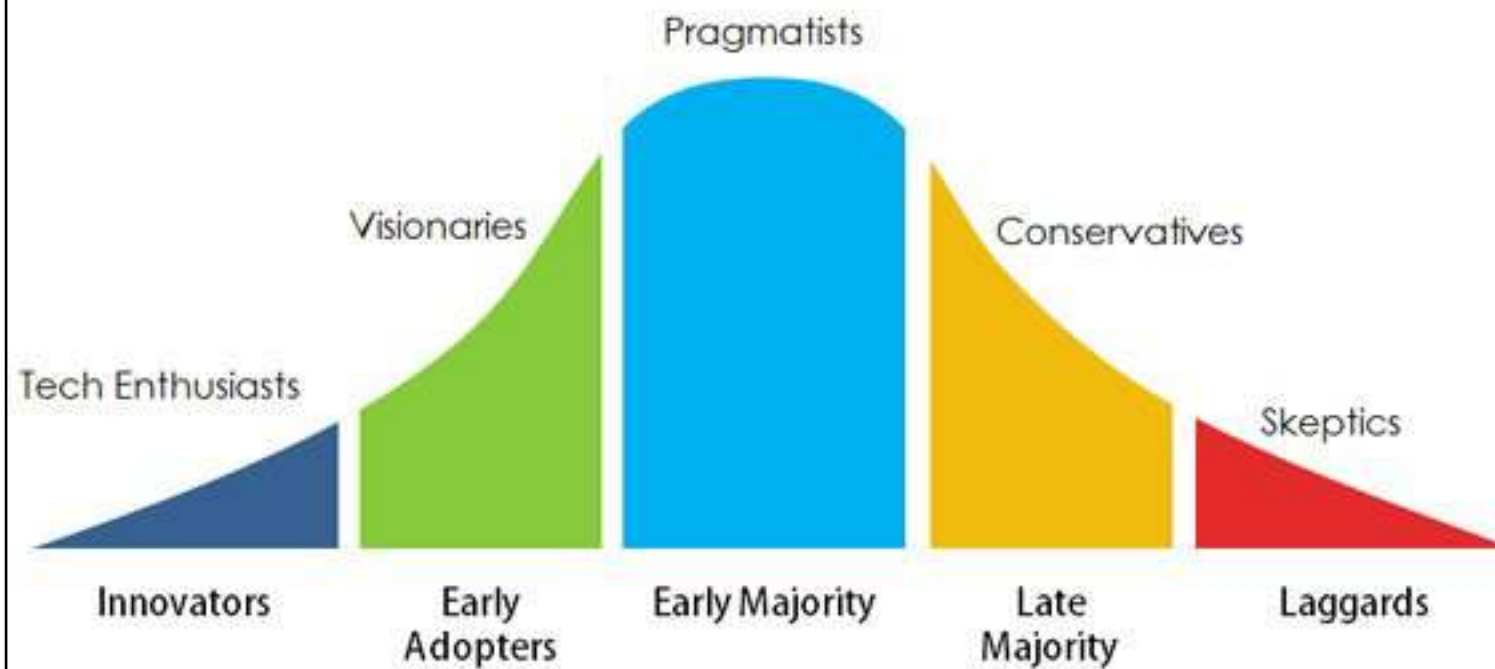 Pragmatists
Visionaries
Conservatives
Tech Enthusiasts
Skeptics
Innovators
Early
Adopters
Early Majority
Late
Majority
Laggards